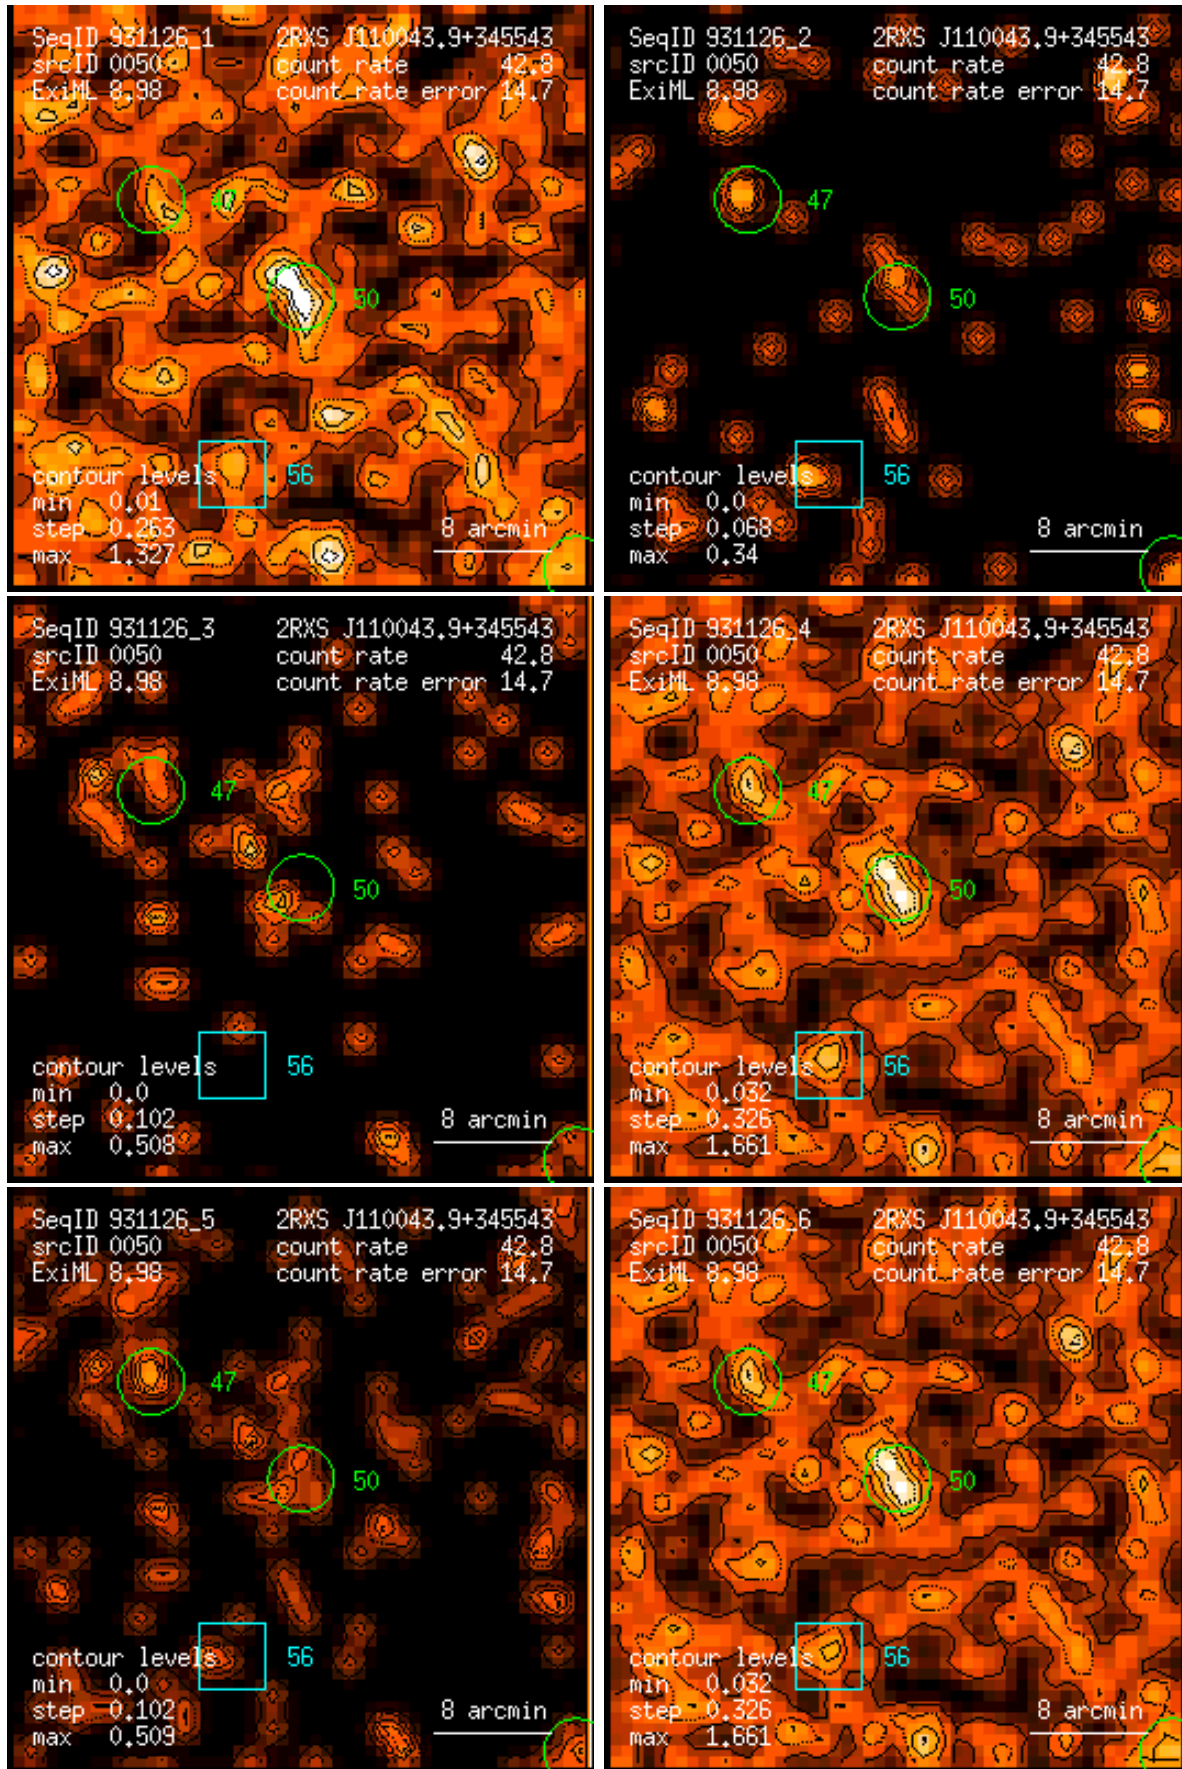 SeqID 931126_1 2RXS J110043.9+345543
srcID 0050 count rate 42.8
ExiML 8.98 count rate error 14.7
47
50
56
contour levels
min 0.01
step 0.263
max 1.327
8 arcmin
SeqID 931126_2 2RXS J110043.9+345543
srcID 0050 count rate 42.8
ExiML 8.98 count rate error 14.7
47
50
56
contour levels
min 0.0
step 0.068
max 0.34
8 arcmin
SeqID 931126_3 2RXS J110043.9+345543
srcID 0050 count rate 42.8
ExiML 8.98 count rate error 14.7
47
50
56
contour levels
min 0.0
step 0.102
max 0.508
8 arcmin
SeqID 931126_4 2RXS J110043.9+345543
srcID 0050 count rate 42.8
ExiML 8.98 count rate error 14.7
47
50
56
contour levels
min 0.032
step 0.326
max 1.661
8 arcmin
SeqID 931126_5 2RXS J110043.9+345543
srcID 0050 count rate 42.8
ExiML 8.98 count rate error 14.7
47
50
56
contour levels
min 0.0
step 0.102
max 0.509
8 arcmin
SeqID 931126_6 2RXS J110043.9+345543
srcID 0050 count rate 42.8
ExiML 8.98 count rate error 14.7
47
50
56
contour levels
min 0.032
step 0.326
max 1.661
8 arcmin